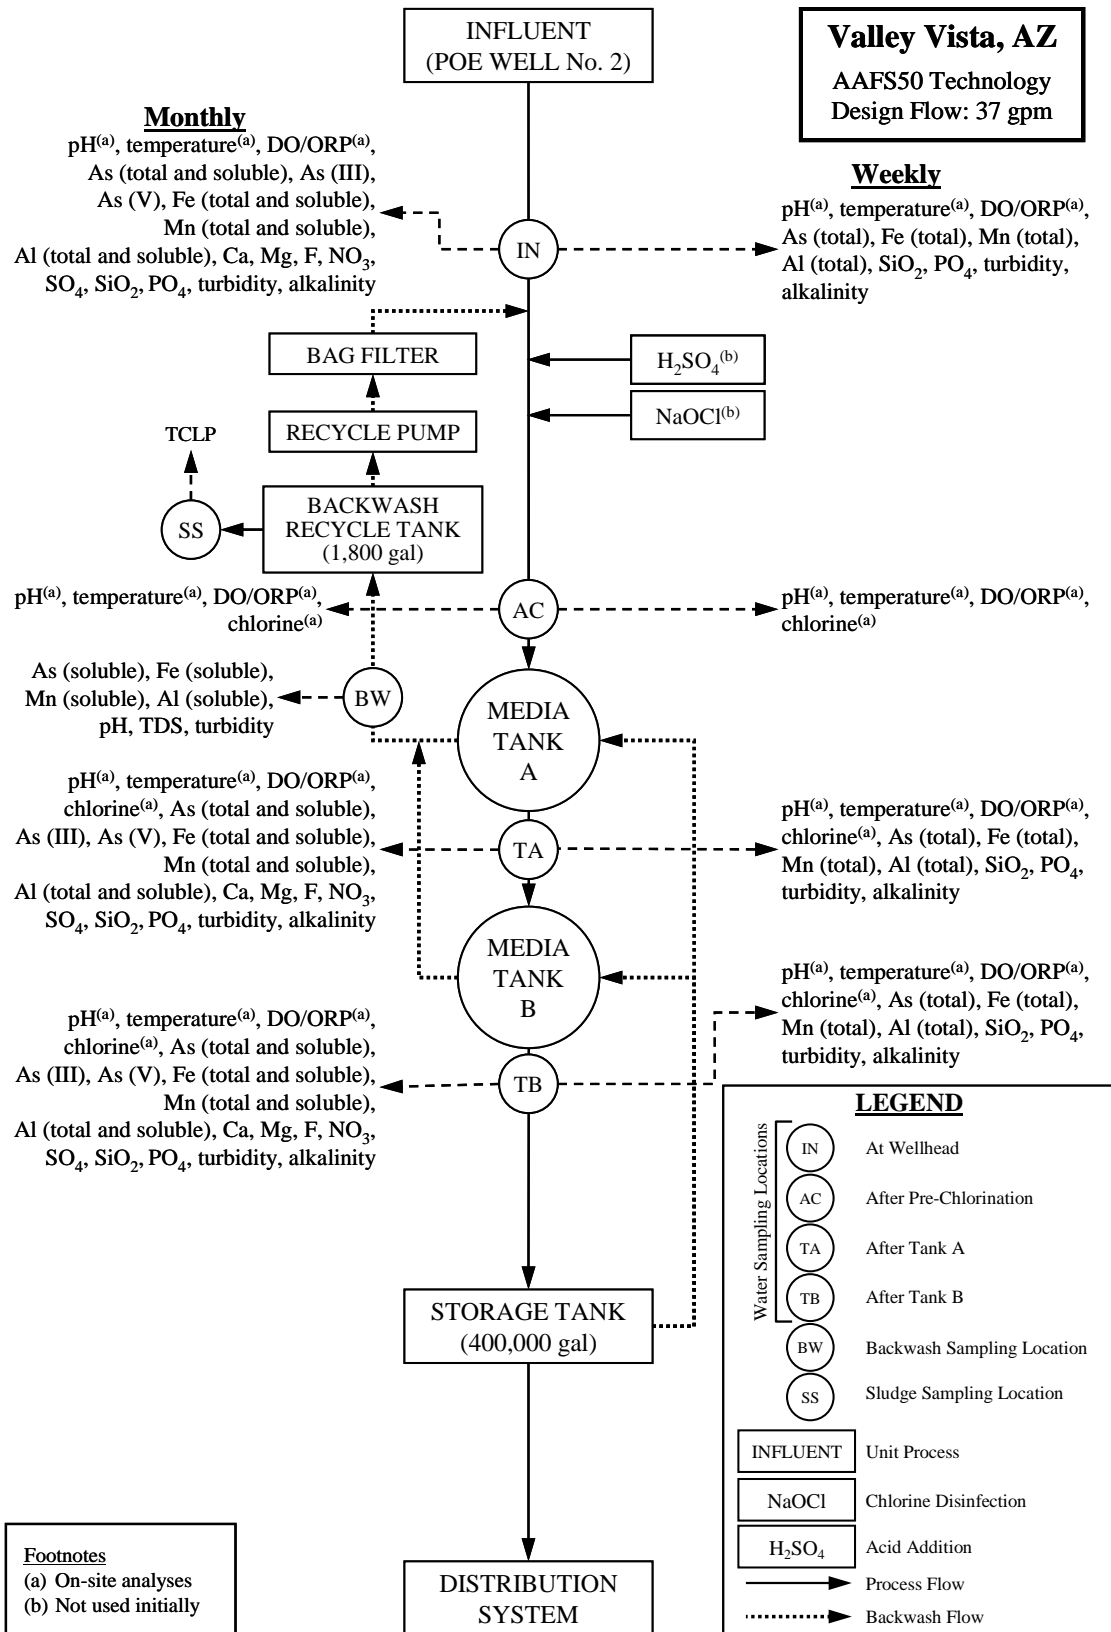 INFLUENT
(POE WELL No. 2)
Valley Vista, AZ
AAFS50 Technology
Design Flow: 37 gpm
Monthly
pH(a), temperature(a), DO/ORP(a),
As (total and soluble), As (III),
As (V), Fe (total and soluble),
Mn (total and soluble),
Al (total and soluble), Ca, Mg, F, NO3,
SO4, SiO2, PO4, turbidity, alkalinity
IN
Weekly
pH(a), temperature(a), DO/ORP(a),
As (total), Fe (total), Mn (total),
Al (total), SiO2, PO4, turbidity,
alkalinity
BAG FILTER
H2SO4(b)
RECYCLE PUMP
NaOCl(b)
TCLP
SS
BACKWASH
RECYCLE TANK
(1,800 gal)
pH(a), temperature(a), DO/ORP(a),
chlorine(a)
AC
pH(a), temperature(a), DO/ORP(a),
chlorine(a)
As (soluble), Fe (soluble),
Mn (soluble), Al (soluble),
pH, TDS, turbidity
BW
MEDIA
TANK
A
pH(a), temperature(a), DO/ORP(a),
chlorine(a), As (total and soluble),
As (III), As (V), Fe (total and soluble),
Mn (total and soluble),
Al (total and soluble), Ca, Mg, F, NO3,
SO4, SiO2, PO4, turbidity, alkalinity
TA
pH(a), temperature(a), DO/ORP(a),
chlorine(a), As (total), Fe (total),
Mn (total), Al (total), SiO2, PO4,
turbidity, alkalinity
MEDIA
TANK
B
pH(a), temperature(a), DO/ORP(a),
chlorine(a), As (total and soluble),
As (III), As (V), Fe (total and soluble),
Mn (total and soluble),
Al (total and soluble), Ca, Mg, F, NO3,
SO4, SiO2, PO4, turbidity, alkalinity
TB
pH(a), temperature(a), DO/ORP(a),
chlorine(a), As (total), Fe (total),
Mn (total), Al (total), SiO2, PO4,
turbidity, alkalinity
STORAGE TANK
(400,000 gal)
DISTRIBUTION
SYSTEM
LEGEND
Water Sampling Locations
IN At Wellhead
AC After Pre-Chlorination
TA After Tank A
TB After Tank B
BW Backwash Sampling Location
SS Sludge Sampling Location
INFLUENT Unit Process
NaOCl Chlorine Disinfection
H2SO4 Acid Addition
Process Flow
Backwash Flow
Footnotes
(a) On-site analyses
(b) Not used initially